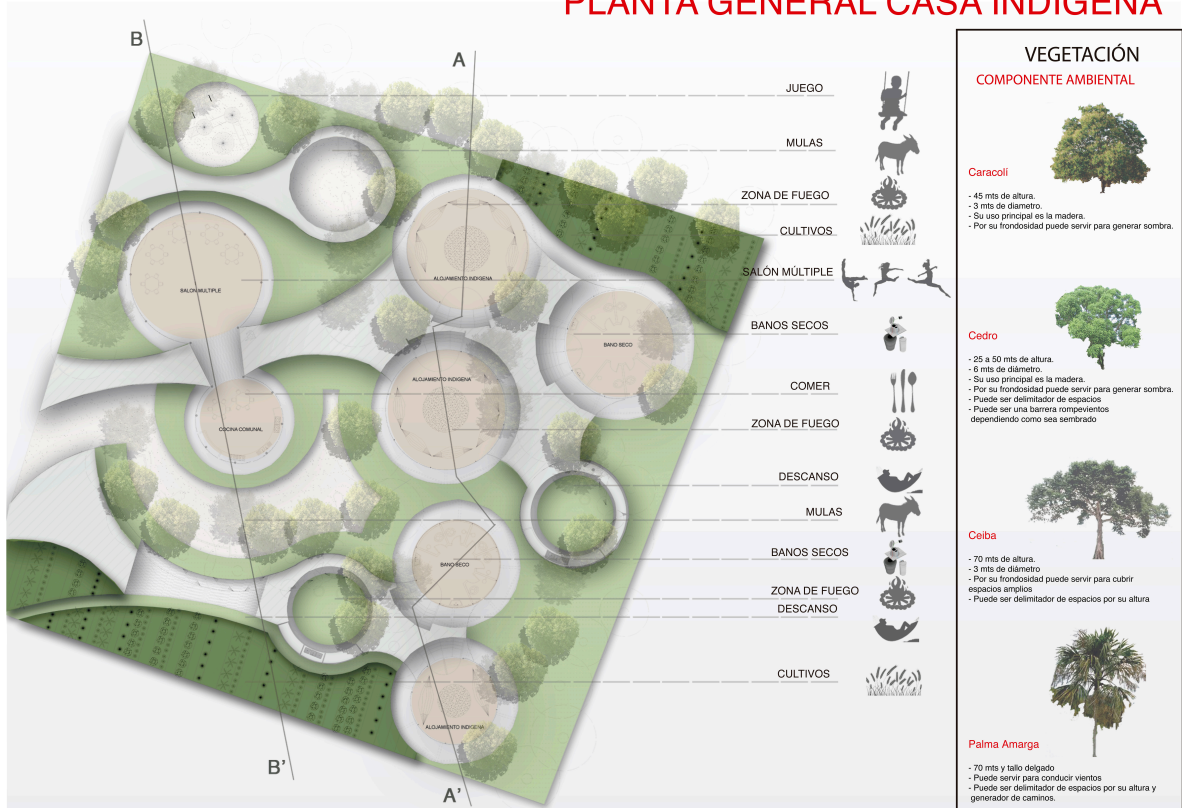 PLANTA GENERAL CASA INDIGENA
B
A
JUEGO
MULAS
ZONA DE FUEGO
CULTIVOS
SALÓN MÚLTIPLE
BANOS SECOS
COMER
ZONA DE FUEGO
DESCANSO
MULAS
BANOS SECOS
ZONA DE FUEGO
DESCANSO
CULTIVOS
ALOJAMIENTO INDIGENA
SALON MULTIPLE
BANO SECO
ALOJAMIENTO INDIGENA
COCINA COMUNAL
BANO SECO
ALOJAMIENTO INDIGENA
B'
A'
VEGETACIÓN
COMPONENTE AMBIENTAL
Caracoli
- 45 mts de altura.
- 3 mts de diametro.
- Su uso principal es la madera.
- Por su frondosidad puede servir para generar sombra.
Cedro
- 25 a 50 mts de altura.
- 6 mts de diámetro.
- Su uso principal es la madera.
- Por su frondosidad puede servir para generar sombra.
- Puede ser delimitador de espacios
- Puede ser una barrera rompevientos
dependiendo como sea sembrado
Ceiba
- 70 mts de altura.
- 3 mts de diámetro
- Por su frondosidad puede servir para cubrir
espacios amplios
- Puede ser delimitador de espacios por su altura
Palma Amarga
- 70 mts y tallo delgado
- Puede servir para conducir vientos
- Puede ser delimitador de espacios por su altura y
generador de caminos.